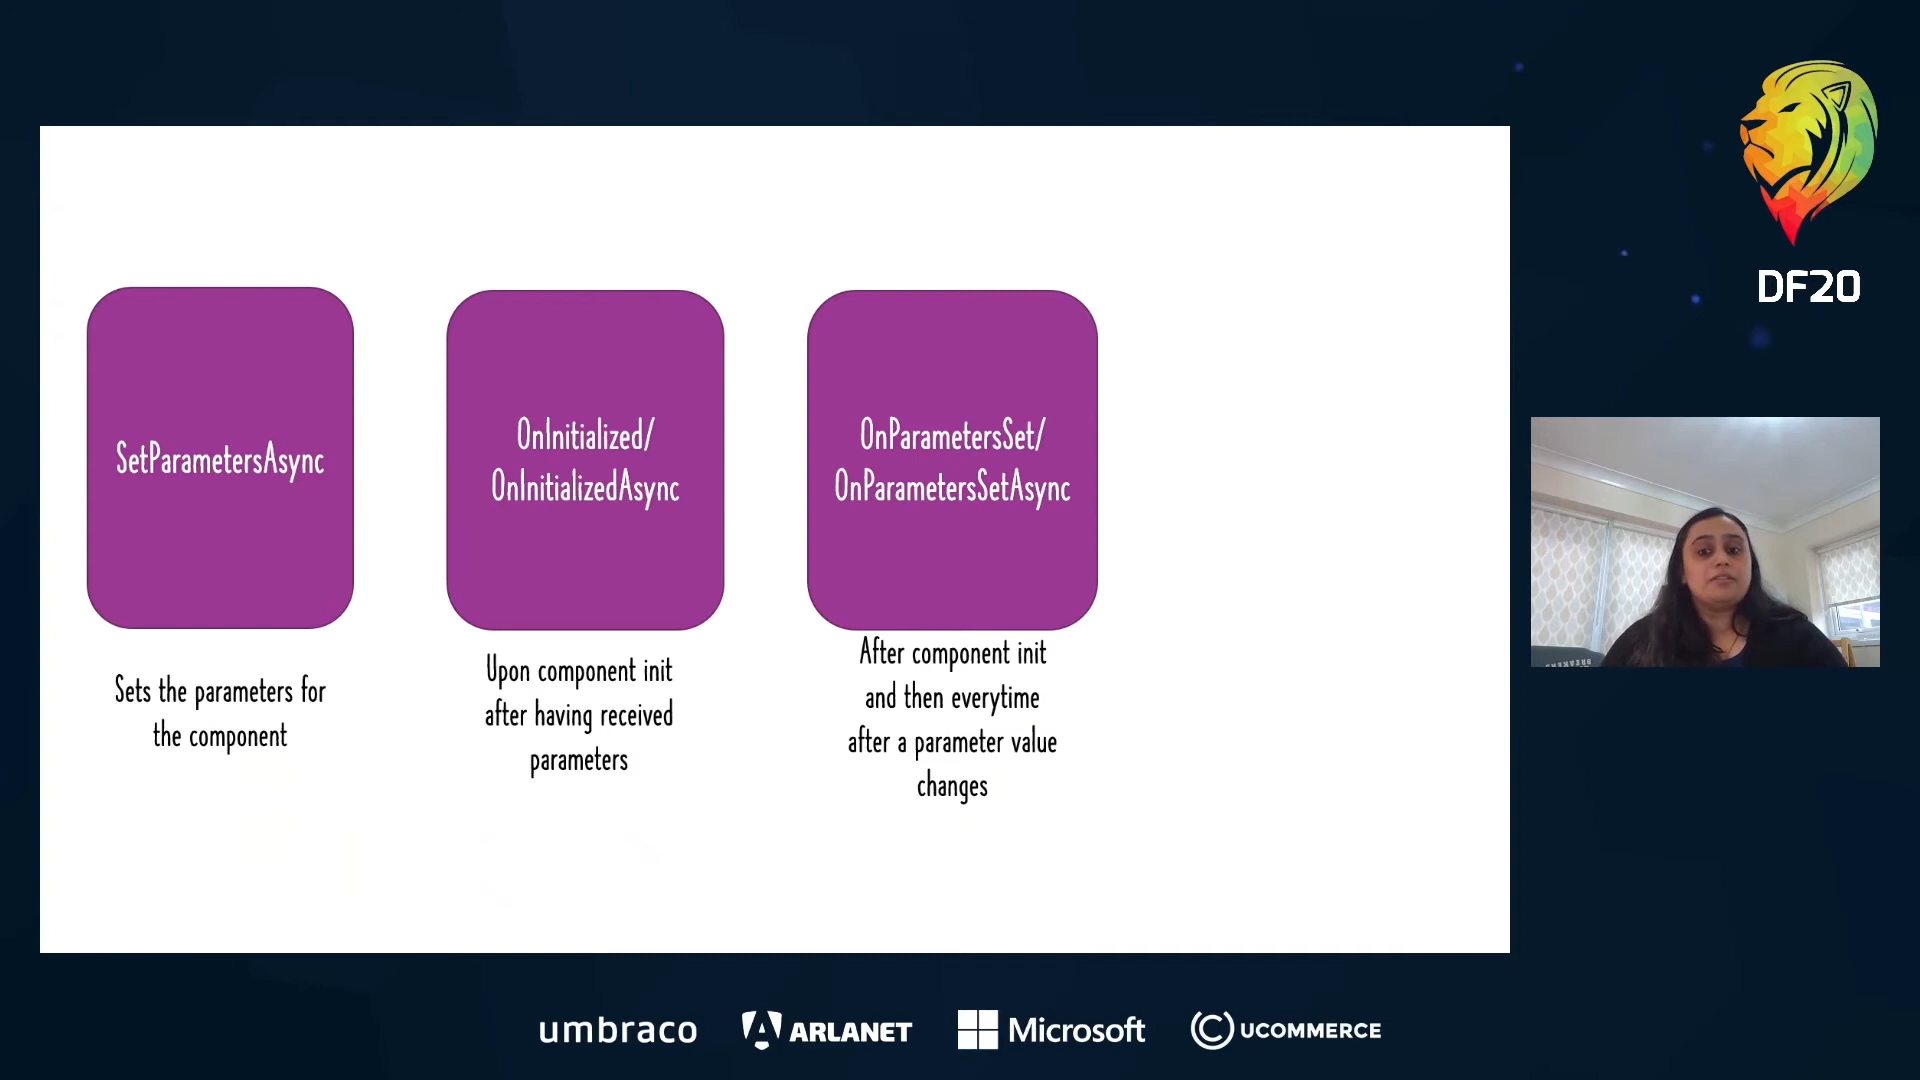 DF20
SetParametersAsync
OnInitialized/
OnInitializedAsync
OnParametersSet/
OnParametersSetAsync
Sets the parameters for
the component
Upon component init
after having received
parameters
After component init
and then everytime
after a parameter value
changes
umbraco
ARLANET
Microsoft
UCOMMERCE